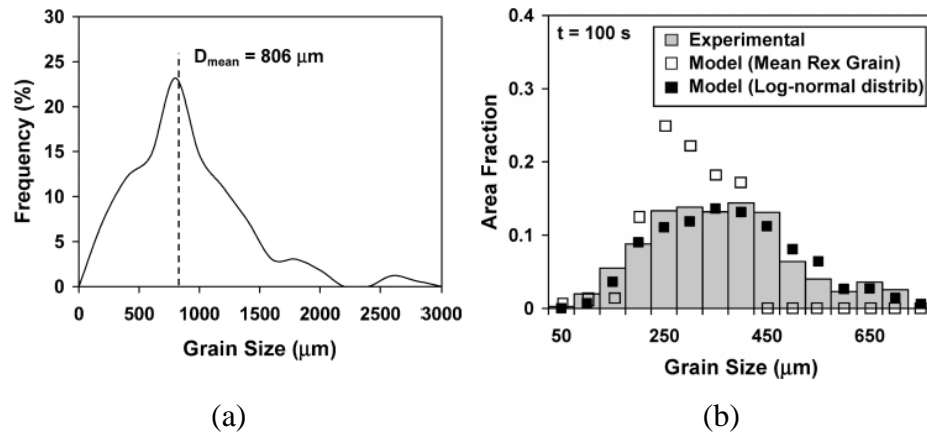 30
25
20
15
10
5
0
Frequency (%)
D_mean = 806 μm
0 500 1000 1500 2000 2500 3000
Grain Size (μm)
(a)
0.4
0.3
0.2
0.1
0
Area Fraction
t = 100 s
Experimental
Model (Mean Rex Grain)
Model (Log-normal distrib)
50 250 450 650
Grain Size (μm)
(b)